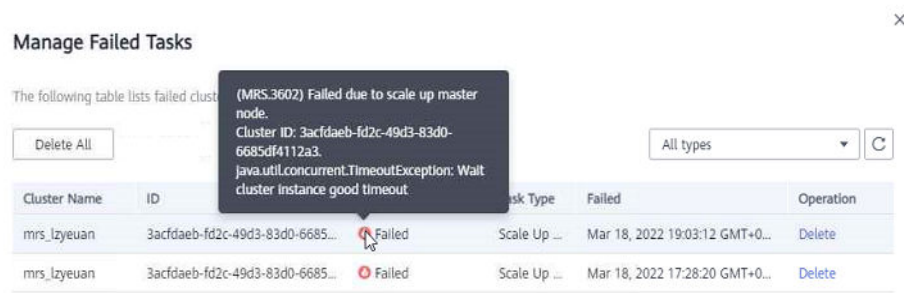 Manage Failed Tasks
The following table lists failed clust
(MRS.3602) Failed due to scale up master
node.
Cluster ID: 3acfdaeb-fd2c-49d3-83d0-
6685df4112a3.
java.util.concurrent.TimeoutException: Wait
cluster instance good timeout
Delete All
All types
Cluster Name ID ask Type Failed Operation
mrs_lzyeuan 3acfdaeb-fd2c-49d3-83d0-6685... Failed Scale Up ... Mar 18, 2022 19:03:12 GMT+0... Delete
mrs_lzyeuan 3acfdaeb-fd2c-49d3-83d0-6685... Failed Scale Up ... Mar 18, 2022 17:28:20 GMT+0... Delete